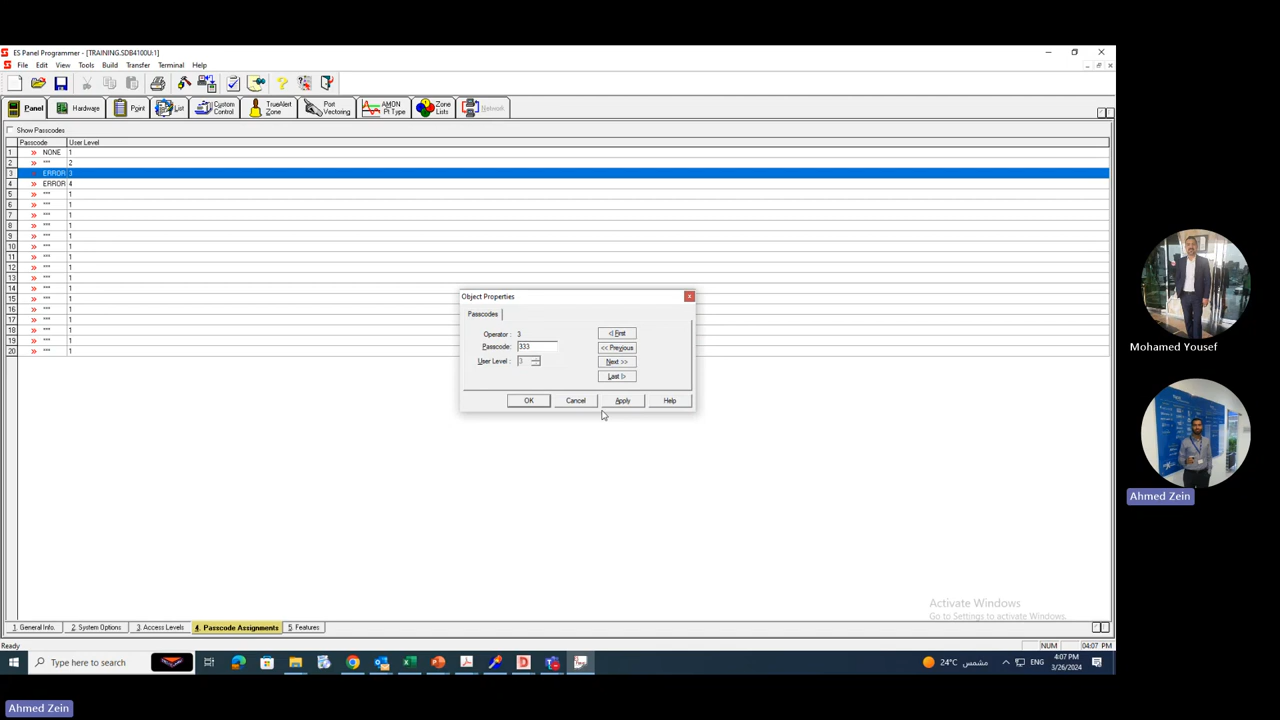 ES Panel Programmer - [TRAINING.SDB4100U:1]
File Edit View Tools Build Transfer Terminal Help
Panel Hardware Point List Custom Control TrueAlert Zone Port Vectoring AMON Pt Type Zone Lists Network
Show Passcodes
Passcode User Level
1 » NONE 1
2 » *** 2
3 » ERROR 3
4 » ERROR 4
5 » *** 1
6 » *** 1
7 » *** 1
8 » *** 1
9 » *** 1
10 » *** 1
11 » *** 1
12 » *** 1
13 » *** 1
14 » *** 1
15 » *** 1
16 » *** 1
17 » *** 1
18 » *** 1
19 » *** 1
20 » *** 1
Object Properties
Passcodes
Operator : 3
Passcode: 333
User Level : 3
<| First
<< Previous
Next >>
Last |>
OK Cancel Apply Help
Mohamed Yousef
Ahmed Zein
Activate Windows
Go to Settings to activate Windows.
1. General Info. 2. System Options 3. Access Levels 4. Passcode Assignments 5. Features
Ready NUM 04:07 PM
Type here to search
24°C مشمس ENG 4:07 PM
3/26/2024
Ahmed Zein